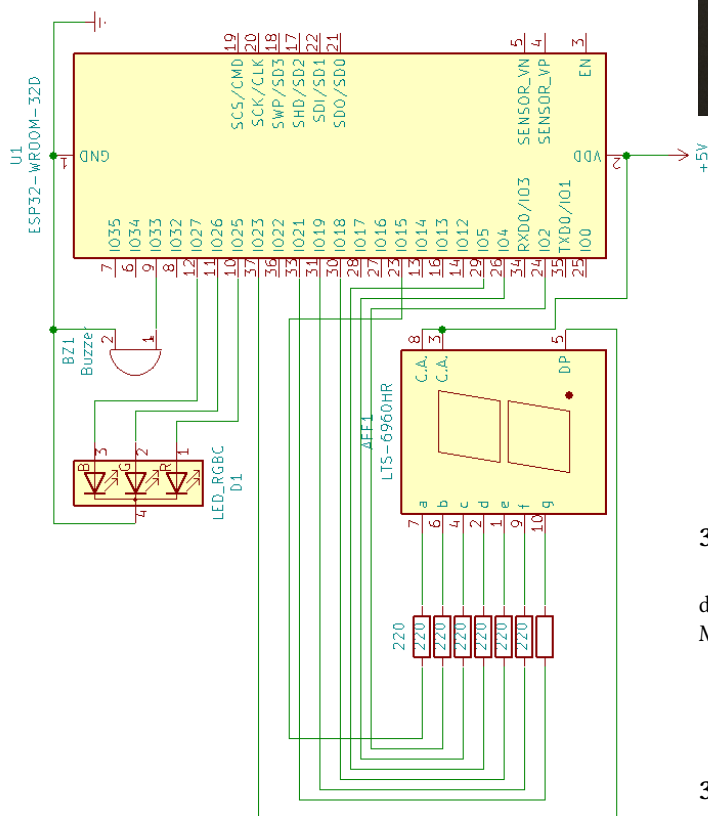 U1
ESP32-WROOM-32D
19
20
18
17
22
21
5
4
3
SCS/CMD
SCK/CLK
SWP/SD3
SHD/SD2
SDI/SD1
SDO/SD0
SENSOR_VN
SENSOR_VP
EN
1
GND
VDD
2
+5V
IO35
IO34
IO33
IO32
IO27
IO26
IO25
IO23
IO22
IO21
IO19
IO18
IO17
IO16
IO15
IO14
IO13
IO12
IO5
IO4
RXD0/IO3
IO2
TXD0/IO1
IO0
7
6
9
8
12
11
10
37
36
33
31
30
28
27
23
13
16
14
29
26
34
24
35
25
BZ1
Buzzer
2
1
8
3
5
C.A.
C.A.
DP
AFF1
LTS-6960HR
3
2
1
B
G
R
4
LED_RGBC
D1
a
b
c
d
e
f
g
7
6
4
2
1
9
10
220
220
220
220
220
220
220
3
d
M
3